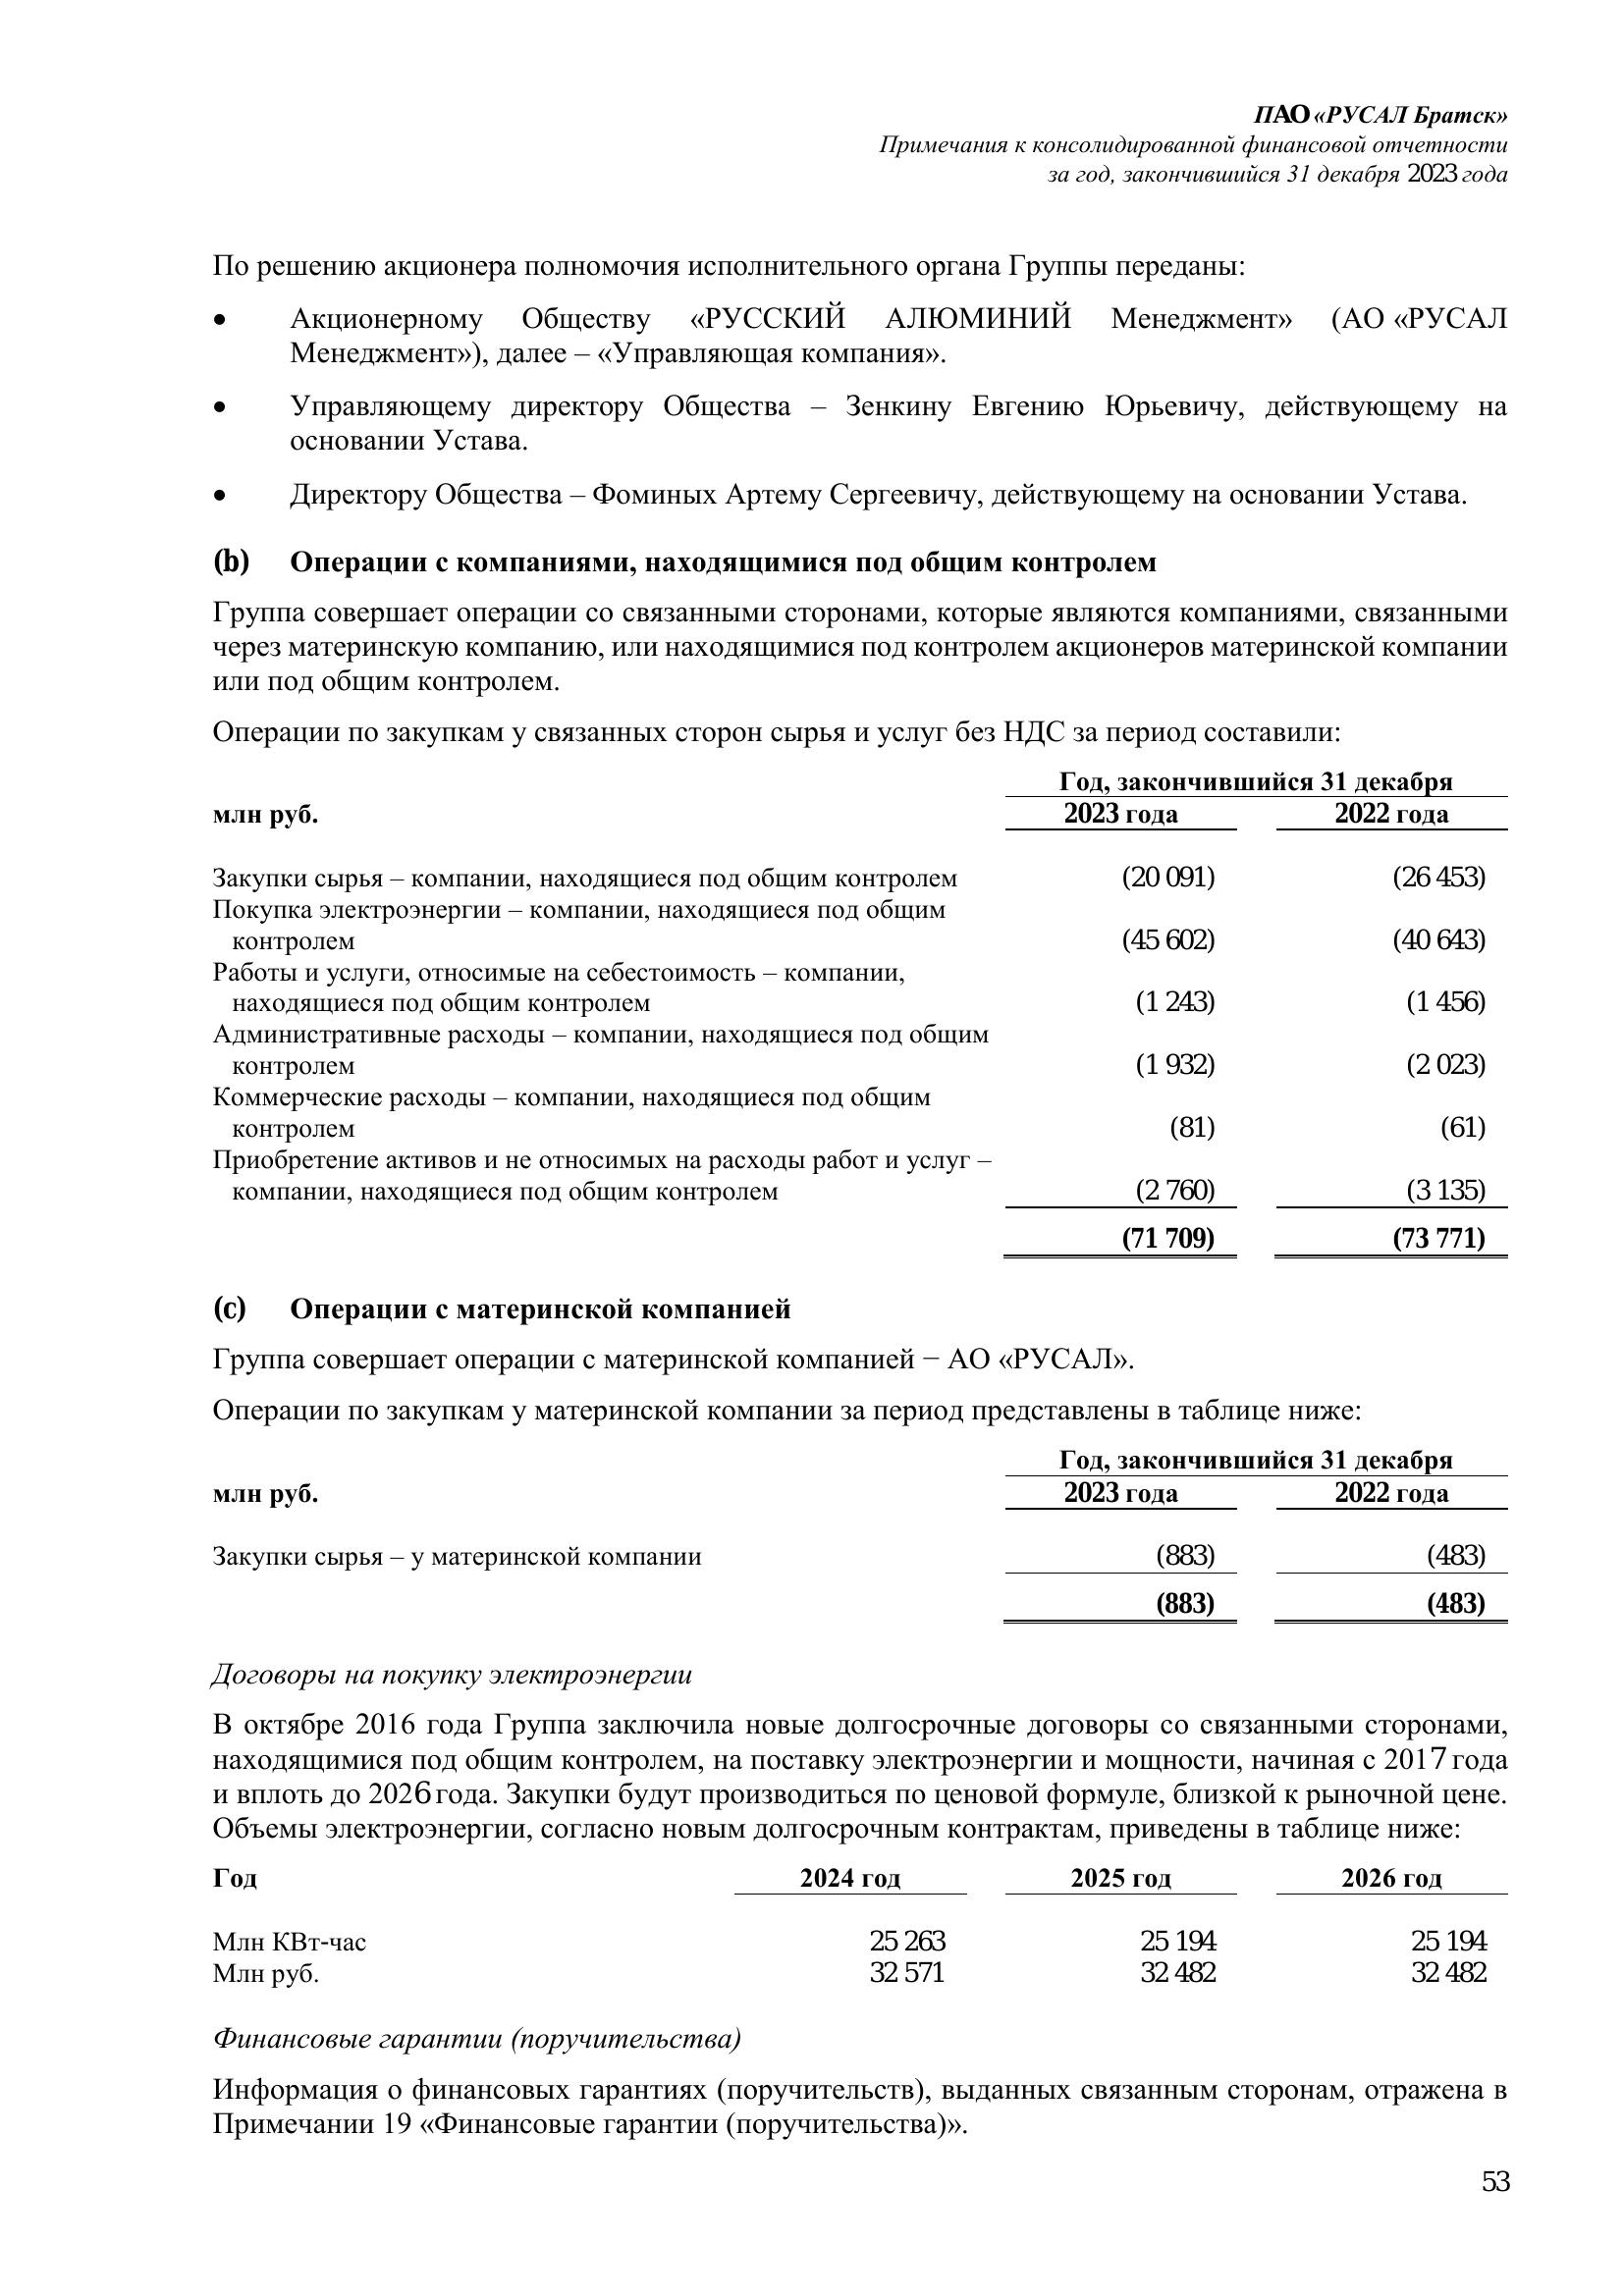 ПАО «РУСАЛ Братск»
Примечания к консолидированной финансовой отчетности
за год, закончившийся 31 декабря 2023 года
По решению акционера полномочия исполнительного органа Группы переданы:
• Акционерному Обществу «РУССКИЙ АЛЮМИНИЙ Менеджмент» (АО «РУСАЛ
Менеджмент»), далее – «Управляющая компания».
• Управляющему директору Общества – Зенкину Евгению Юрьевичу, действующему на
основании Устава.
• Директору Общества – Фоминых Артему Сергеевичу, действующему на основании Устава.
(b) Операции с компаниями, находящимися под общим контролем
Группа совершает операции со связанными сторонами, которые являются компаниями, связанными
через материнскую компанию, или находящимися под контролем акционеров материнской компании
или под общим контролем.
Операции по закупкам у связанных сторон сырья и услуг без НДС за период составили:
Год, закончившийся 31 декабря
млн руб. 2023 года 2022 года
Закупки сырья – компании, находящиеся под общим контролем (20 091) (26 453)
Покупка электроэнергии – компании, находящиеся под общим
контролем (45 602) (40 643)
Работы и услуги, относимые на себестоимость – компании,
находящиеся под общим контролем (1 243) (1 456)
Административные расходы – компании, находящиеся под общим
контролем (1 932) (2 023)
Коммерческие расходы – компании, находящиеся под общим
контролем (81) (61)
Приобретение активов и не относимых на расходы работ и услуг –
компании, находящиеся под общим контролем (2 760) (3 135)
(71 709) (73 771)
(c) Операции с материнской компанией
Группа совершает операции с материнской компанией − АО «РУСАЛ».
Операции по закупкам у материнской компании за период представлены в таблице ниже:
Год, закончившийся 31 декабря
млн руб. 2023 года 2022 года
Закупки сырья – у материнской компании (883) (483)
(883) (483)
Договоры на покупку электроэнергии
В октябре 2016 года Группа заключила новые долгосрочные договоры со связанными сторонами,
находящимися под общим контролем, на поставку электроэнергии и мощности, начиная с 2017 года
и вплоть до 2026 года. Закупки будут производиться по ценовой формуле, близкой к рыночной цене.
Объемы электроэнергии, согласно новым долгосрочным контрактам, приведены в таблице ниже:
Год 2024 год 2025 год 2026 год
Млн КВт-час 25 263 25 194 25 194
Млн руб. 32 571 32 482 32 482
Финансовые гарантии (поручительства)
Информация о финансовых гарантиях (поручительств), выданных связанным сторонам, отражена в
Примечании 19 «Финансовые гарантии (поручительства)».
53